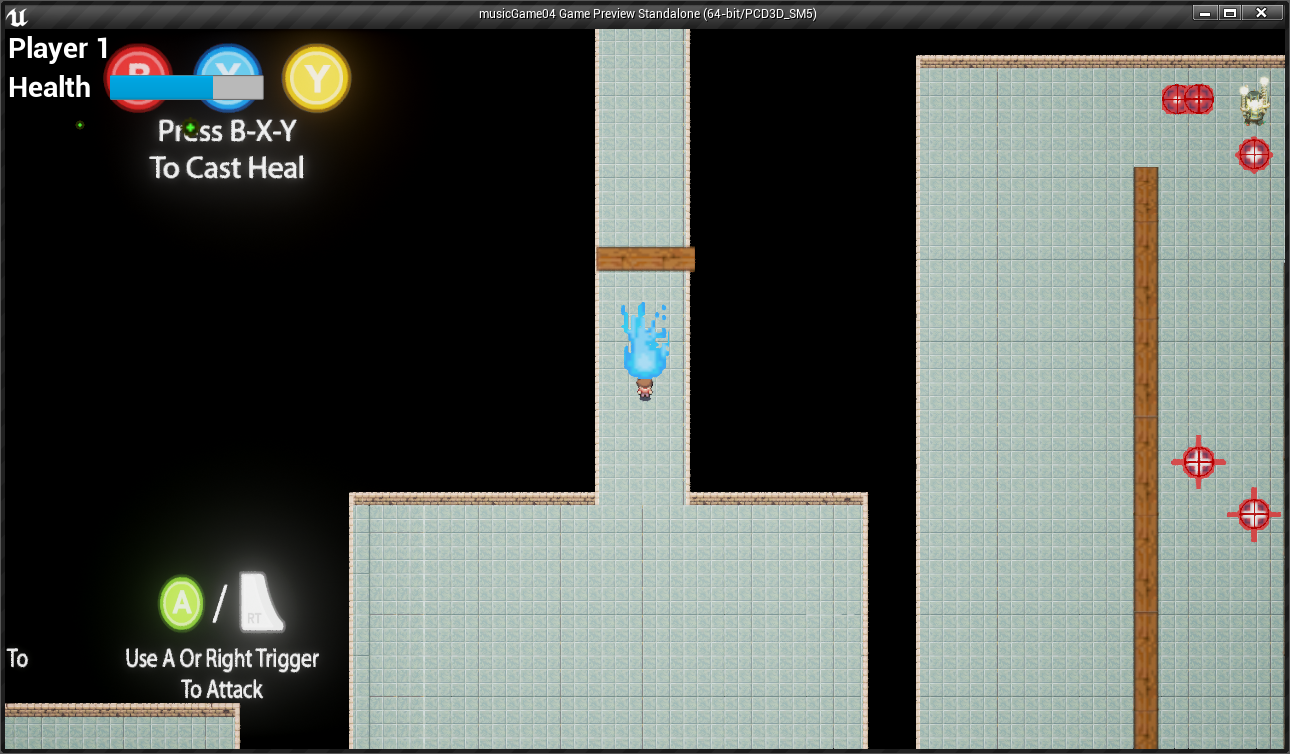 musicGame04 Game Preview Standalone (64-bit/PCD3D_SM5)
Player 1
Health
B X Y
Press B-X-Y
To Cast Heal
A / RT
To
Use A Or Right Trigger
To Attack